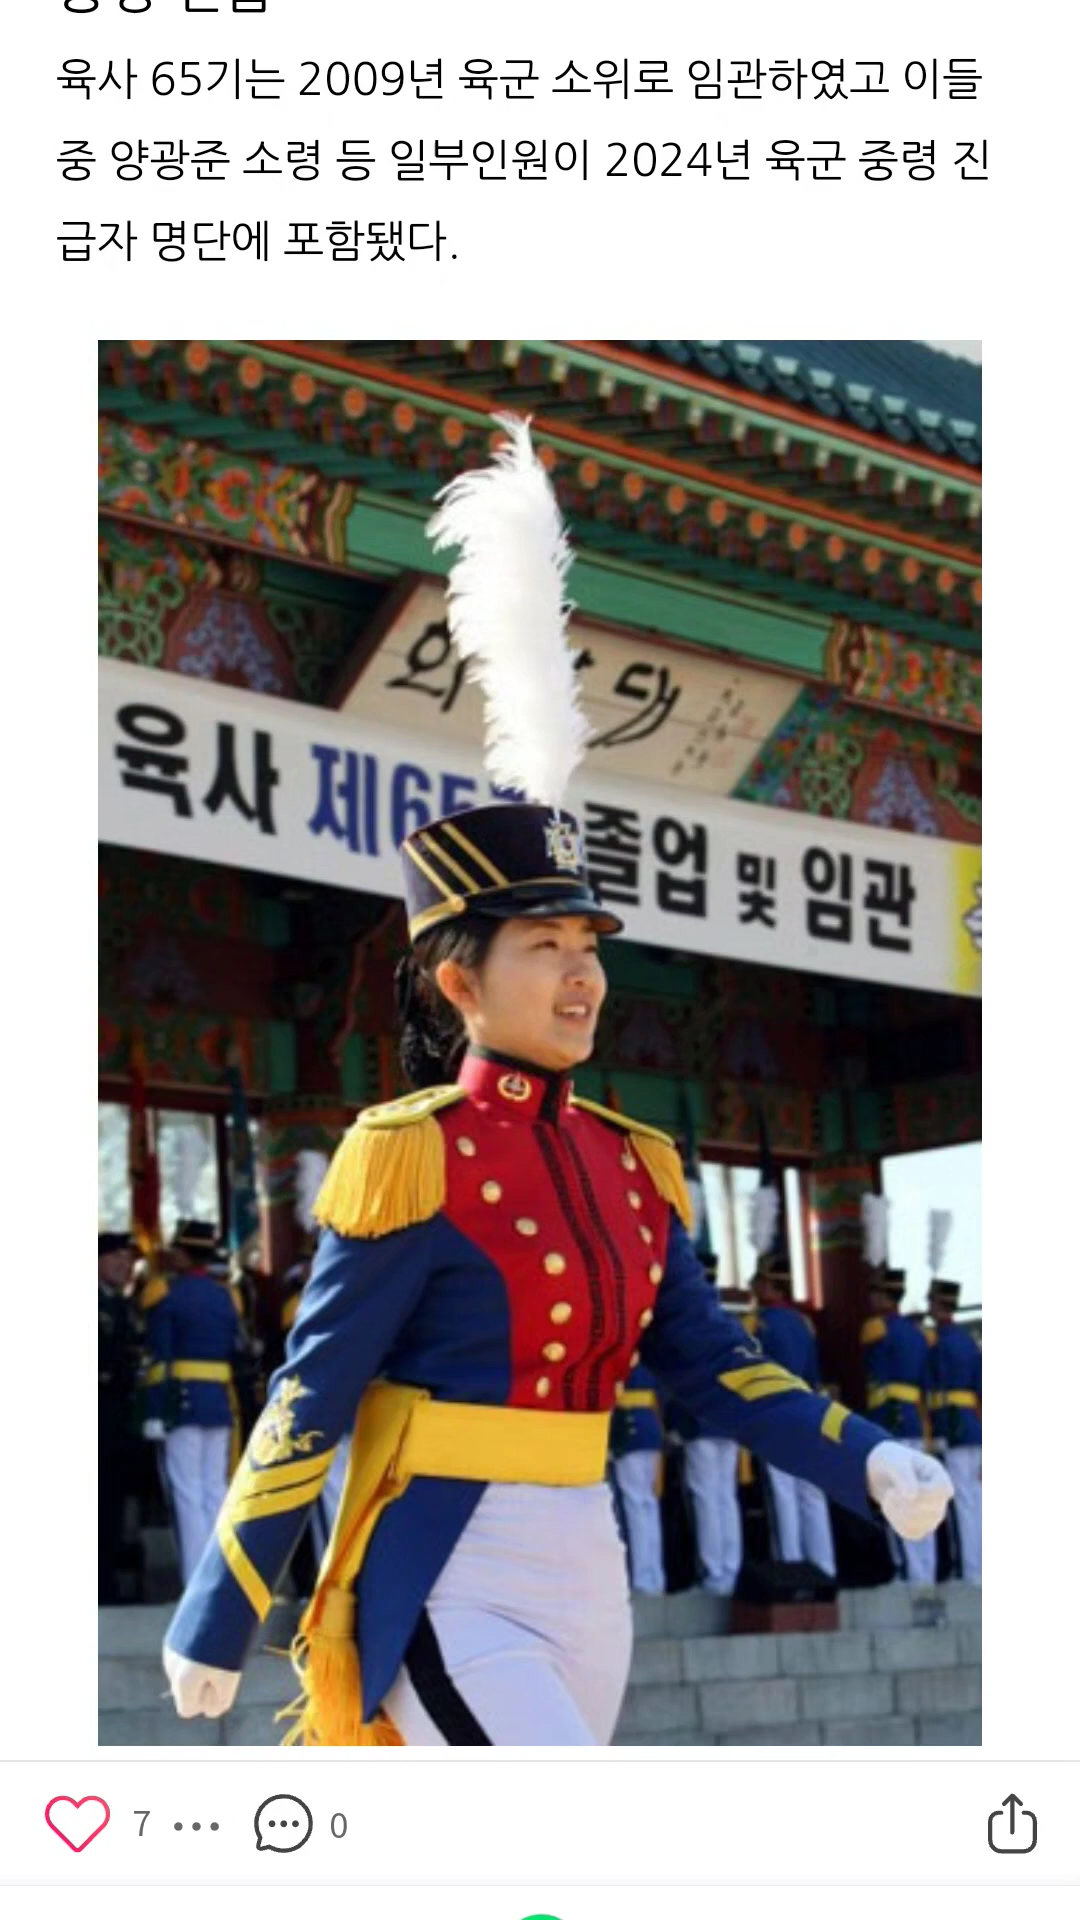 육사 65기는 2009년 육군 소위로 임관하였고 이들
중 양광준 소령 등 일부인원이 2024년 육군 중령 진
급자 명단에 포함됐다.
대
육사 제65 졸업 및 임관
7
0